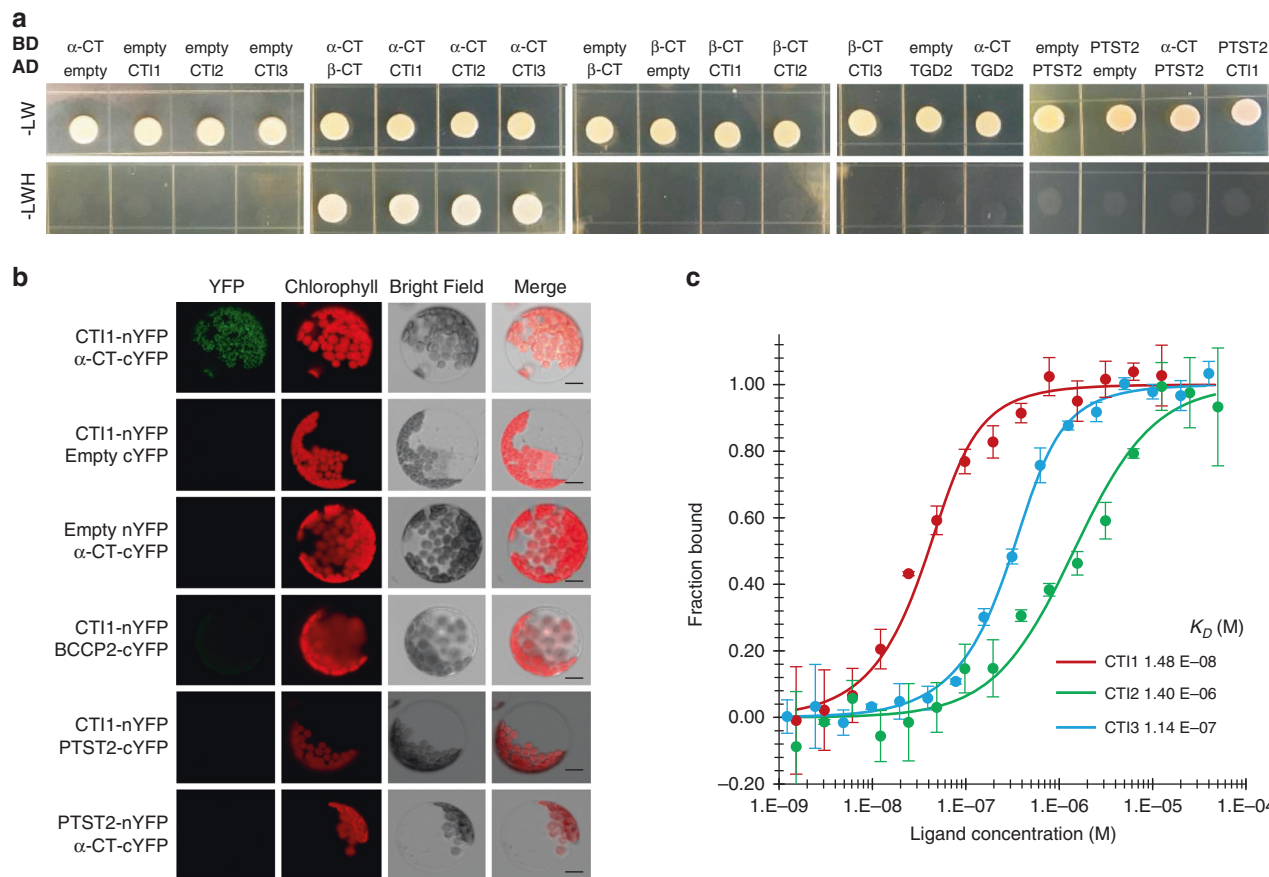 a
BD α-CT empty empty empty α-CT α-CT α-CT α-CT empty β-CT β-CT β-CT β-CT empty α-CT empty PTST2 α-CT PTST2
AD empty CTI1 CTI2 CTI3 β-CT CTI1 CTI2 CTI3 β-CT empty CTI1 CTI2 CTI3 TGD2 TGD2 PTST2 empty PTST2 CTI1
-LW
-LWH
b
YFP Chlorophyll Bright Field Merge
CTI1-nYFP
α-CT-cYFP
CTI1-nYFP
Empty cYFP
Empty nYFP
α-CT-cYFP
CTI1-nYFP
BCCP2-cYFP
CTI1-nYFP
PTST2-cYFP
PTST2-nYFP
α-CT-cYFP
c
1.00
0.80
0.60
0.40
0.20
0.00
–0.20
Fraction bound
K_D (M)
CTI1 1.48 E–08
CTI2 1.40 E–06
CTI3 1.14 E–07
1.E–09 1.E–08 1.E–07 1.E–06 1.E–05 1.E–04
Ligand concentration (M)